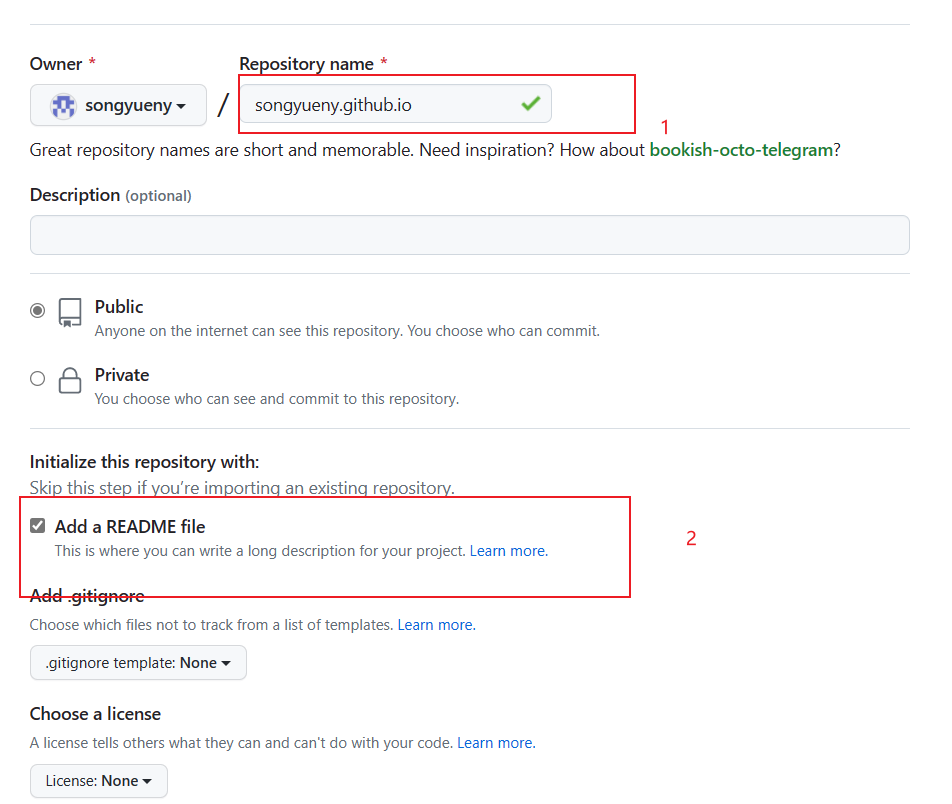 Owner * Repository name *
songyueny / songyueny.github.io
1
Great repository names are short and memorable. Need inspiration? How about bookish-octo-telegram?
Description (optional)
Public
Anyone on the internet can see this repository. You choose who can commit.
Private
You choose who can see and commit to this repository.
Initialize this repository with:
Skip this step if you're importing an existing repository.
Add a README file
2
This is where you can write a long description for your project. Learn more.
Add .gitignore
Choose which files not to track from a list of templates. Learn more.
.gitignore template: None
Choose a license
A license tells others what they can and can't do with your code. Learn more.
License: None